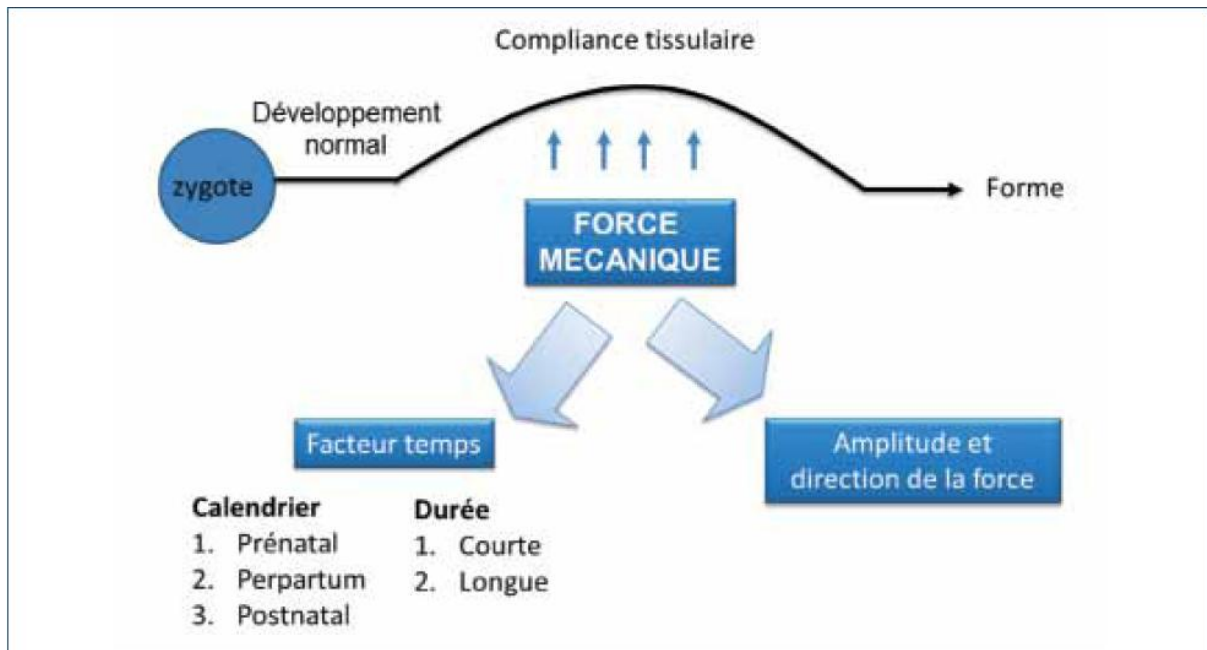 Compliance tissulaire
Développement
normal
zygote
Forme
FORCE
MECANIQUE
Facteur temps
Amplitude et
direction de la force
Calendrier
1. Prénatal
2. Perpartum
3. Postnatal
Durée
1. Courte
2. Longue